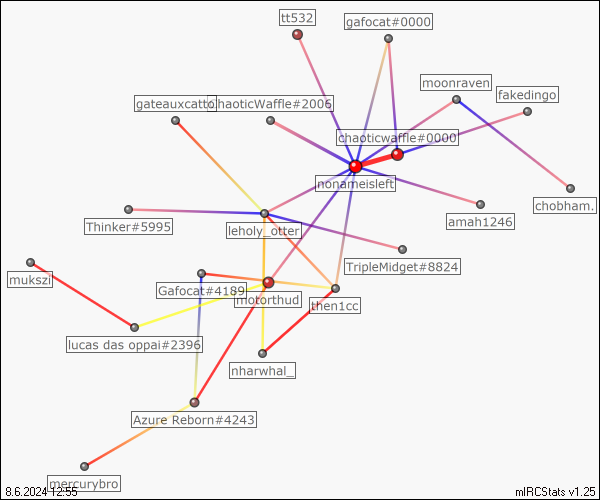 tt532
gafocat#0000
moonraven
fakedingo
gateauxcatto
haoticWaffle#2006
chaoticwaffle#0000
nonameisleft
chobham.
Thinker#5995
leholy_otter
amah1246
TripleMidget#8824
mukszi
Gafocat#4189
motorthud
then1cc
lucas das oppai#2396
nharwhal_
Azure Reborn#4243
mercurybro
8.6.2024 12:55
mIRCStats v1.25